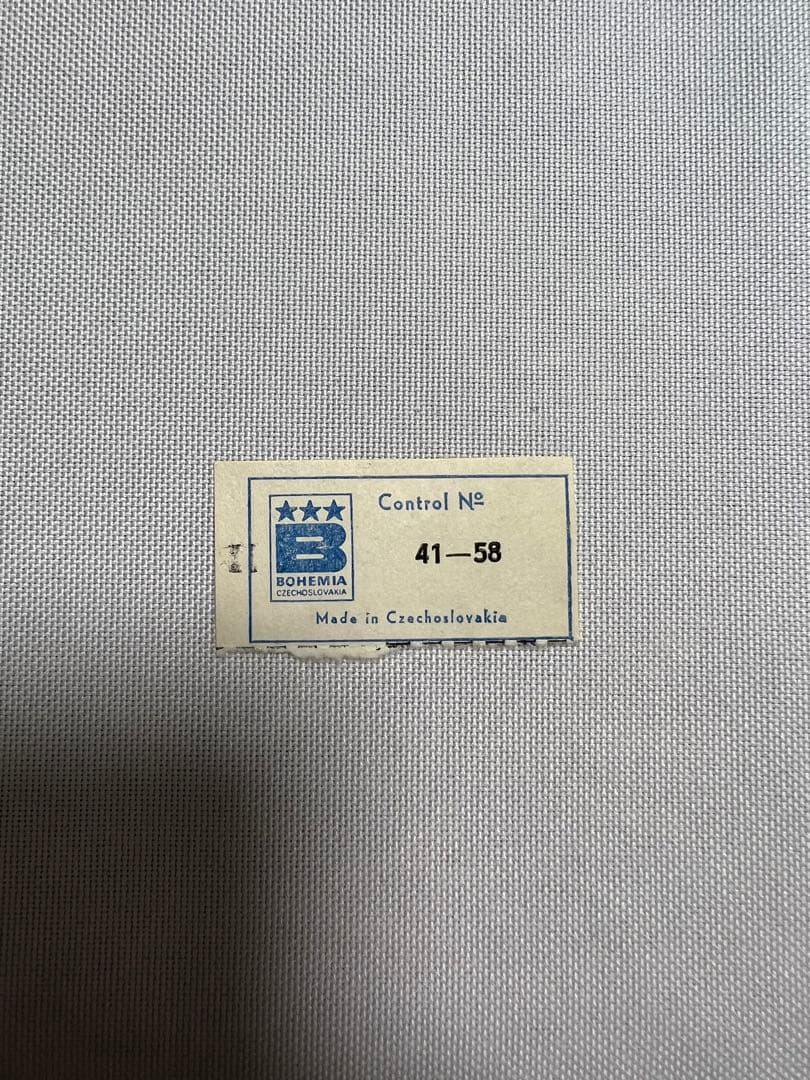 Control Nº
41—58
B
BOHEMIA
CZECHOSLOVAKIA
Made in Czechoslovakia